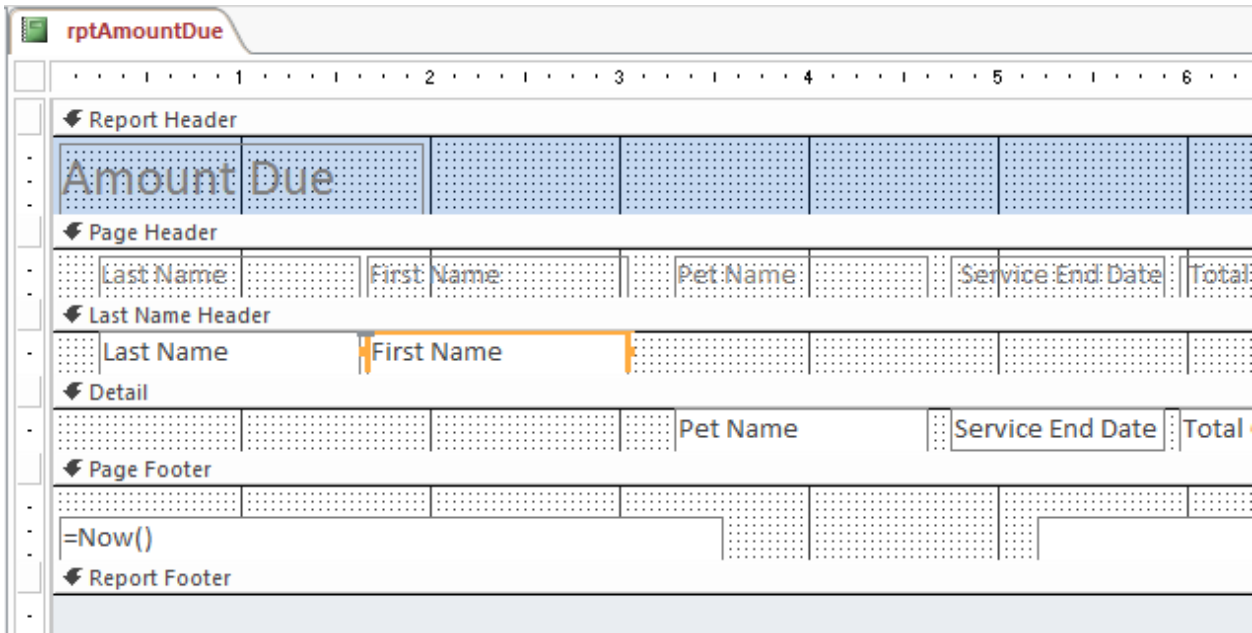 rptAmountDue
1 2 3 4 5 6
Report Header
Amount Due
Page Header
Last Name First Name Pet Name Service End Date Total
Last Name Header
Last Name First Name
Detail
Pet Name Service End Date Total
Page Footer
=Now()
Report Footer